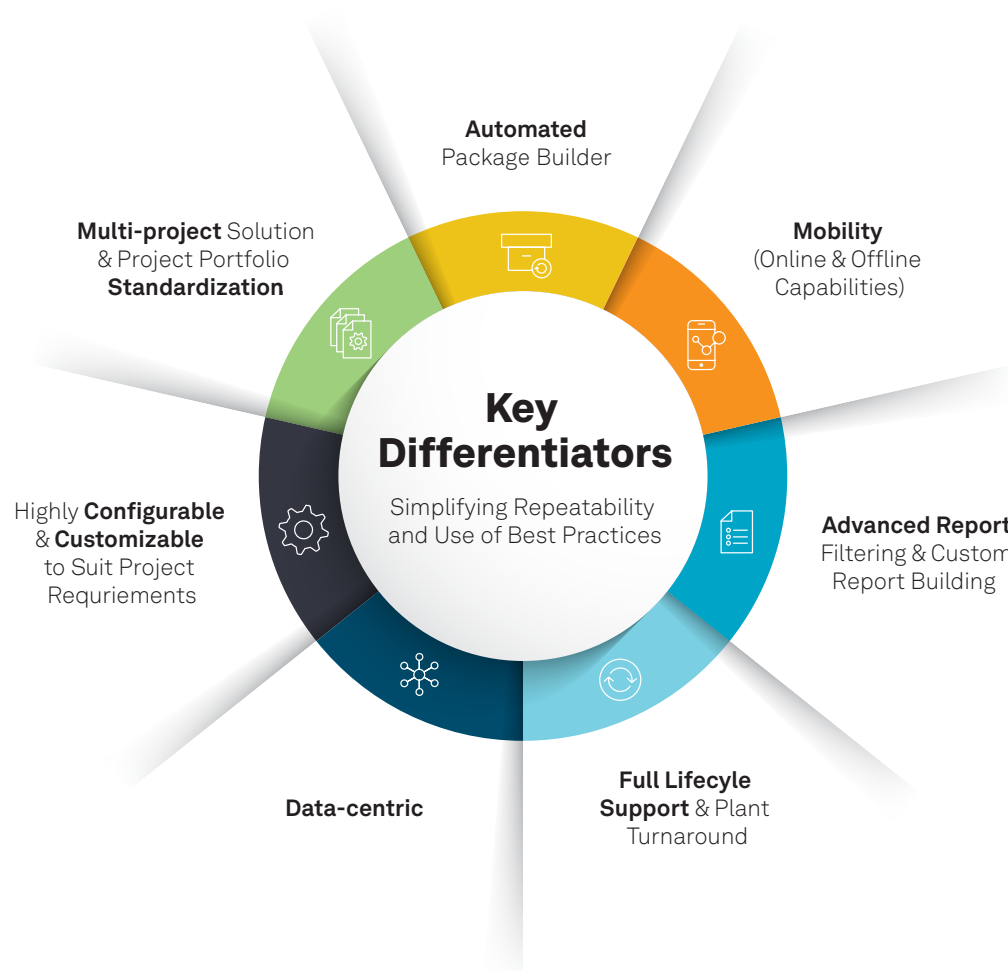 Automated
Package Builder
Multi-project Solution
& Project Portfolio
Standardization
Mobility
(Online & Offline
Capabilities)
Key
Differentiators
Simplifying Repeatability
and Use of Best Practices
Highly Configurable
& Customizable
to Suit Project
Requriements
Advanced Report
Filtering & Custom
Report Building
Data-centric
Full Lifecyle
Support & Plant
Turnaround